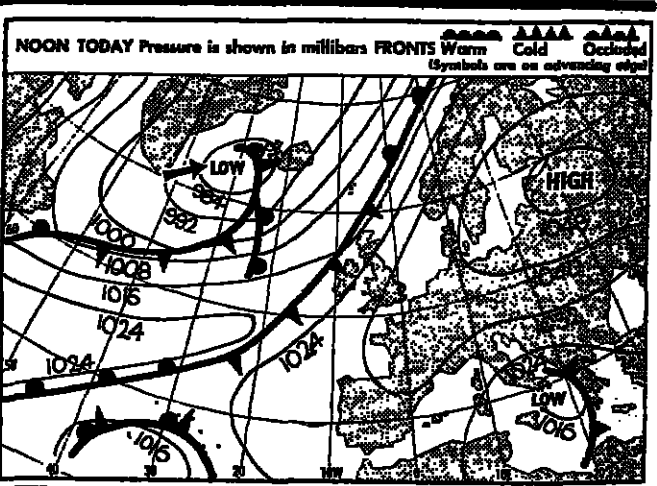 NOON TODAY Pressure is shown in millibars FRONTS Warm Cold Occluded
(Symbols are on advancing edge)
LOW
HIGH
984
992
1000
1008
1016
1024
1024
1024
LOW
1016
1016
40
30
20
10W